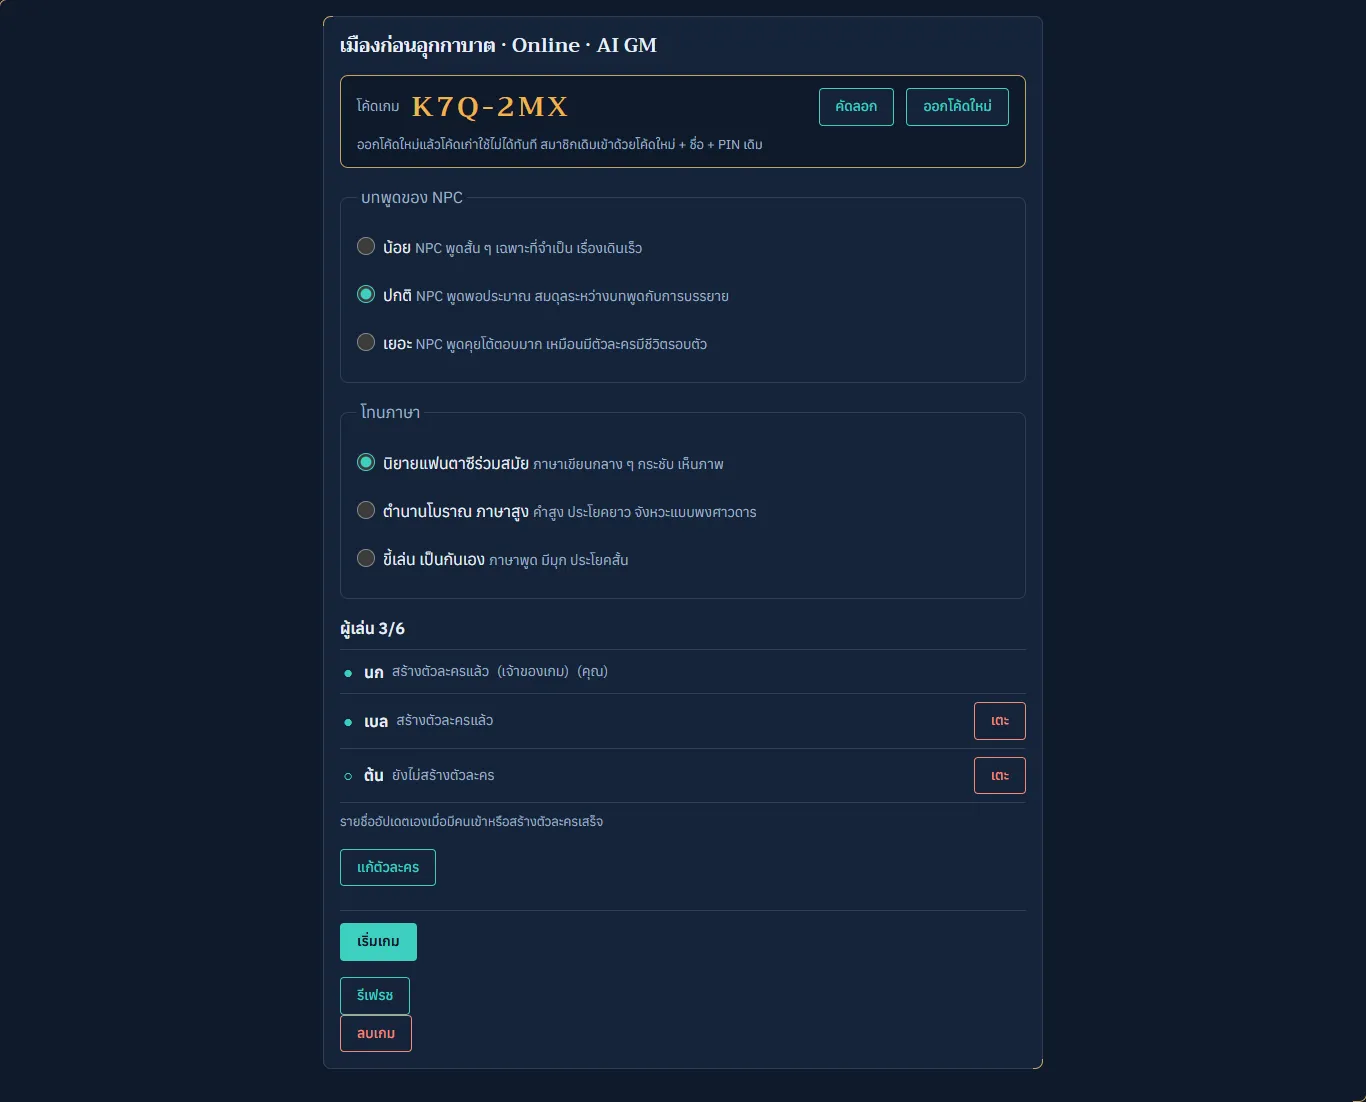 เมืองก่อนอุกกาบาต · Online · AI GM
โค้ดเกม K7Q-2MX คัดลอก ออกโค้ดใหม่
ออกโค้ดใหม่แล้วโค้ดเก่าใช้ไม่ได้ทันที สมาชิกเดิมเข้าด้วยโค้ดใหม่ + ชื่อ + PIN เดิม
บทพูดของ NPC
น้อย NPC พูดสั้น ๆ เฉพาะที่จำเป็น เรื่องเดินเร็ว
ปกติ NPC พูดพอประมาณ สมดุลระหว่างบทพูดกับการบรรยาย
เยอะ NPC พูดคุยโต้ตอบมาก เหมือนมีตัวละครมีชีวิตรอบตัว
โทนภาษา
นิยายแฟนตาซีร่วมสมัย ภาษาเขียนกลาง ๆ กระชับ เห็นภาพ
ตำนานโบราณ ภาษาสูง คำสูง ประโยคยาว จังหวะแบบพงศาวดาร
ขี้เล่น เป็นกันเอง ภาษาพูด มีมุก ประโยคสั้น
ผู้เล่น 3/6
นก สร้างตัวละครแล้ว (เจ้าของเกม) (คุณ)
เบล สร้างตัวละครแล้ว เตะ
ต้น ยังไม่สร้างตัวละคร เตะ
รายชื่ออัปเดตเองเมื่อมีคนเข้าหรือสร้างตัวละครเสร็จ
แก้ตัวละคร
เริ่มเกม
รีเฟรช
ลบเกม